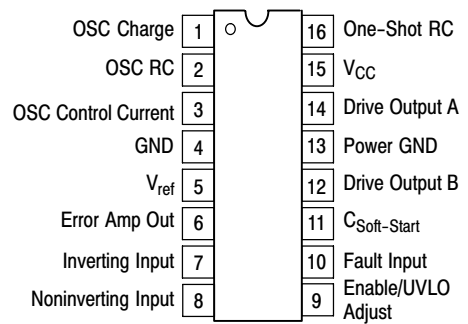 OSC Charge 1 16 One-Shot RC
OSC RC 2 15 VCC
OSC Control Current 3 14 Drive Output A
GND 4 13 Power GND
Vref 5 12 Drive Output B
Error Amp Out 6 11 CSoft-Start
Inverting Input 7 10 Fault Input
Noninverting Input 8 9 Enable/UVLO
Adjust